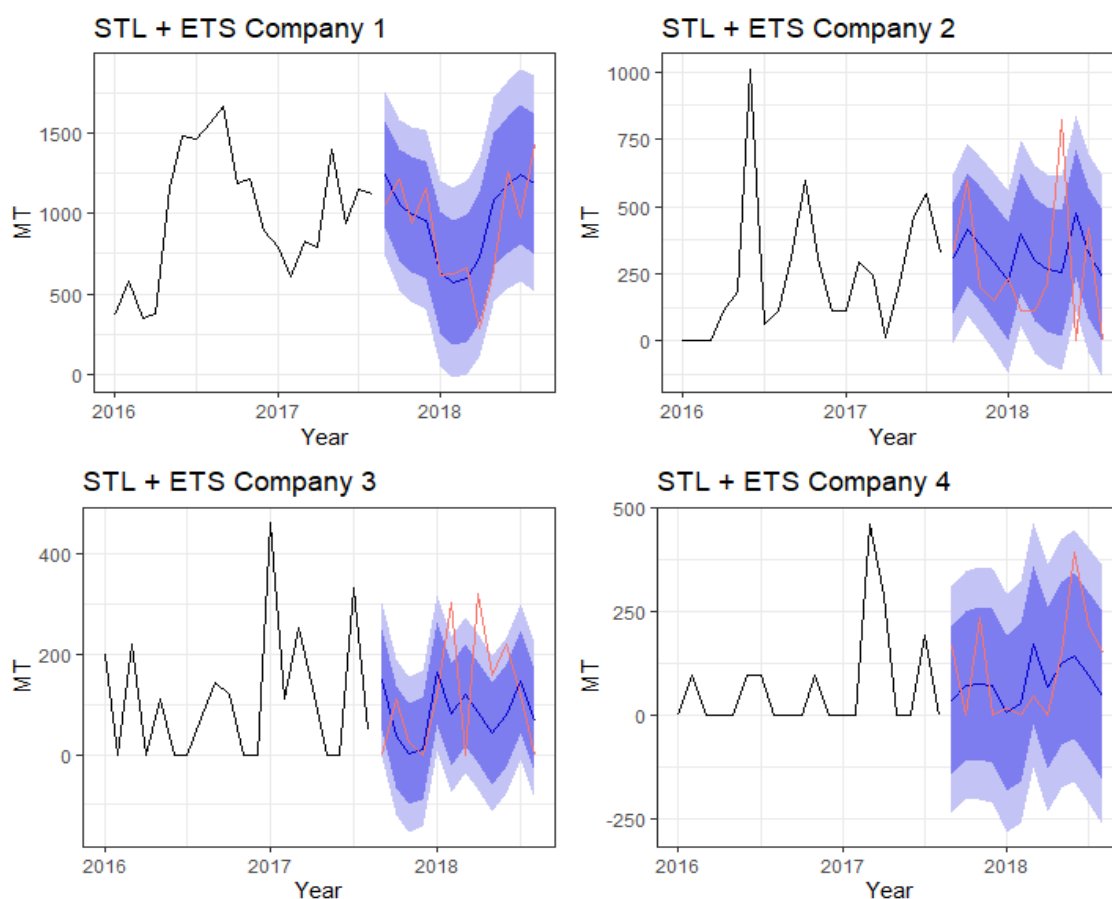 STL + ETS Company 1
MT
1500
1000
500
0
2016
2017
2018
Year
STL + ETS Company 2
MT
1000
750
500
250
0
2016
2017
2018
Year
STL + ETS Company 3
MT
400
200
0
2016
2017
2018
Year
STL + ETS Company 4
MT
500
250
0
-250
2016
2017
2018
Year